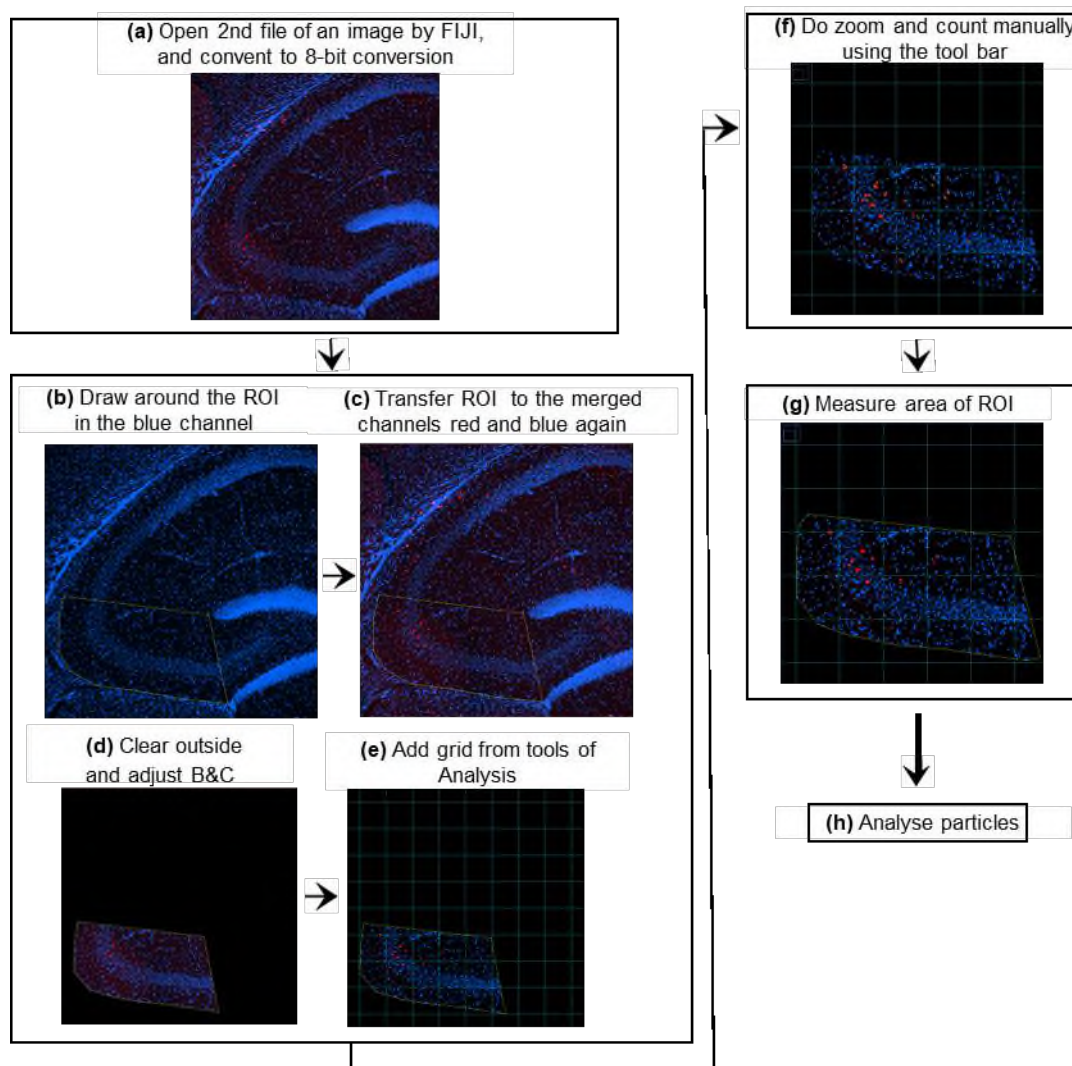 (a) Open 2nd file of an image by FIJI,
and convent to 8-bit conversion
(b) Draw around the ROI
in the blue channel
(c) Transfer ROI to the merged
channels red and blue again
(d) Clear outside
and adjust B&C
(e) Add grid from tools of
Analysis
(f) Do zoom and count manually
using the tool bar
(g) Measure area of ROI
(h) Analyse particles